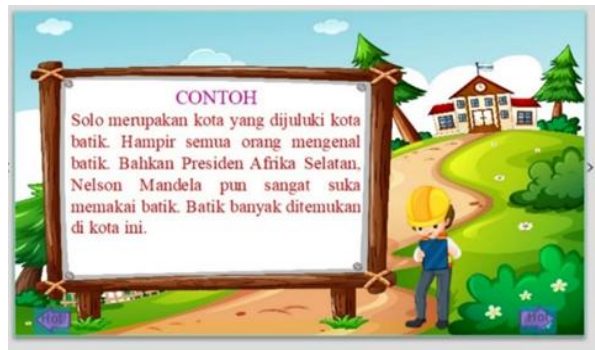 CONTOH
Solo merupakan kota yang dijuluki kota
batik. Hampir semua orang mengenal
batik. Bahkan Presiden Afrika Selatan,
Nelson Mandela pun sangat suka
memakai batik. Batik banyak ditemukan
di kota ini.